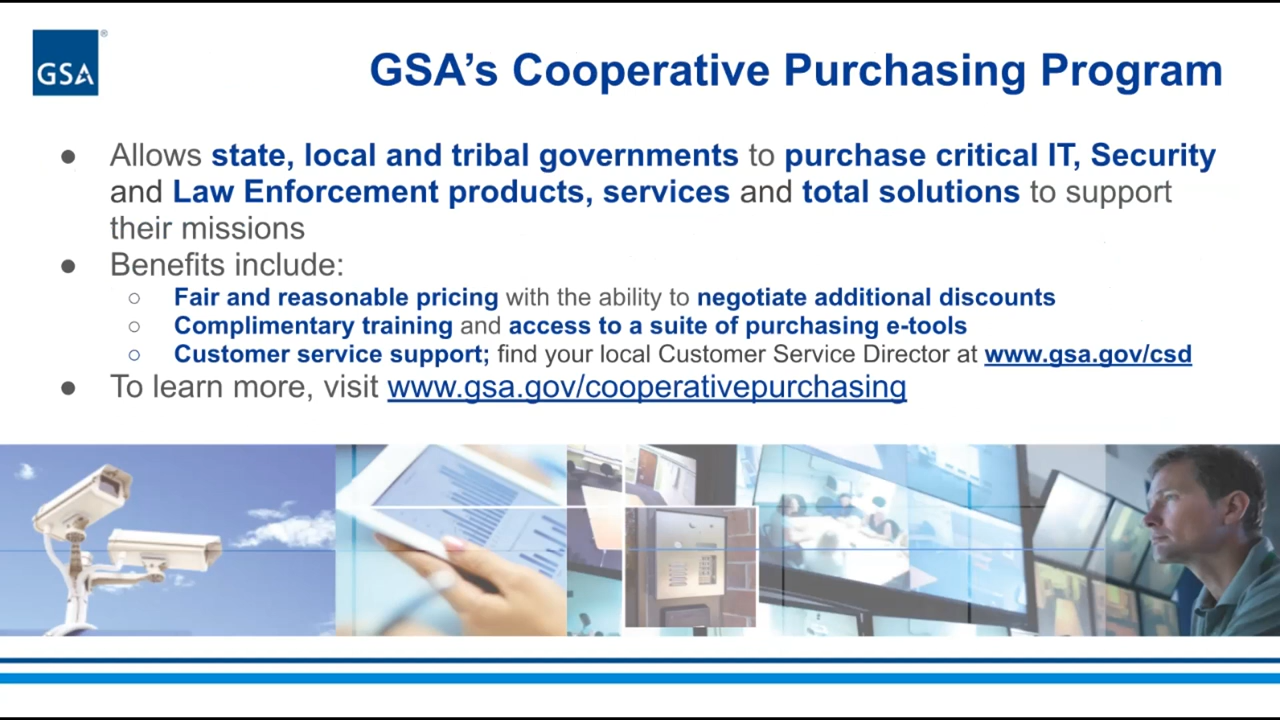 GSA
®
GSA’s Cooperative Purchasing Program
● Allows state, local and tribal governments to purchase critical IT, Security
and Law Enforcement products, services and total solutions to support
their missions
● Benefits include:
○ Fair and reasonable pricing with the ability to negotiate additional discounts
○ Complimentary training and access to a suite of purchasing e-tools
○ Customer service support; find your local Customer Service Director at www.gsa.gov/csd
● To learn more, visit www.gsa.gov/cooperativepurchasing